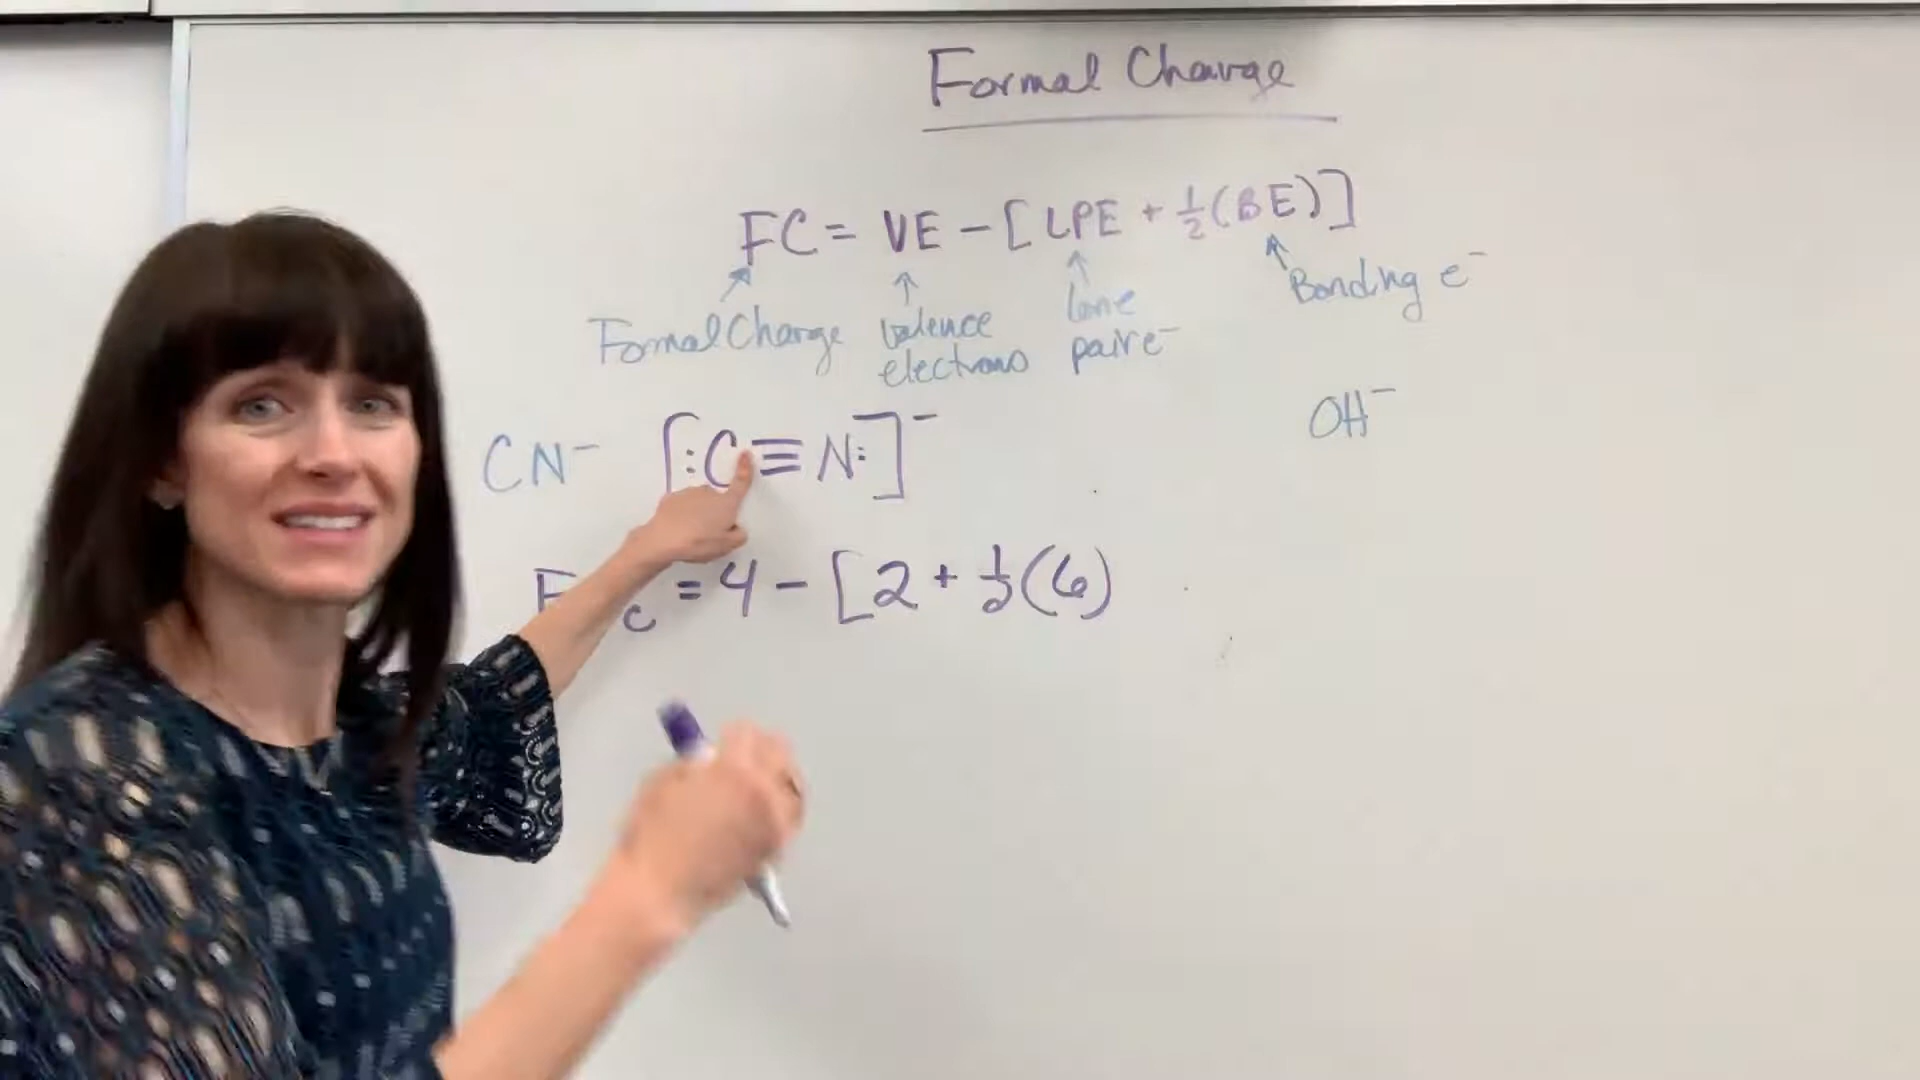 Formal Charge
FC = VE - [LPE + 1/2(BE)]
Formal Charge
valence electrons
lone pair e⁻
Bonding e⁻
CN⁻ [:C≡N:]⁻
OH⁻
F C = 4 - [2 + 1/2(6)